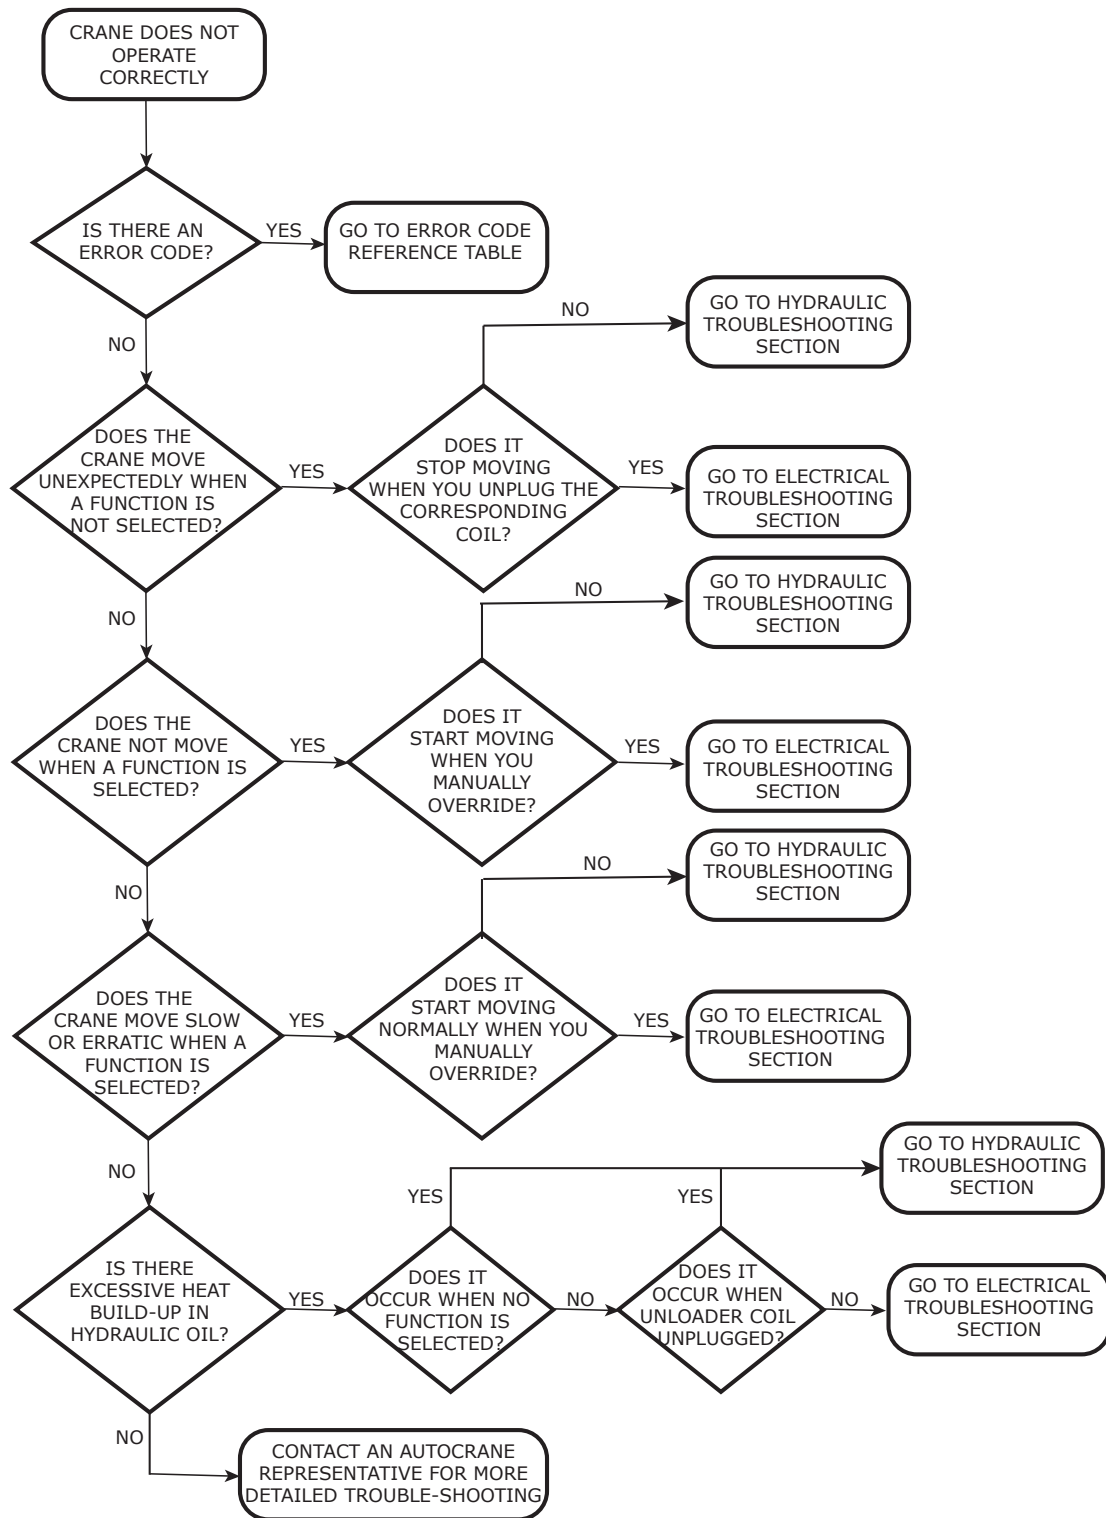 CRANE DOES NOT
OPERATE
CORRECTLY
IS THERE AN
ERROR CODE?
YES
GO TO ERROR CODE
REFERENCE TABLE
NO
NO
GO TO HYDRAULIC
TROUBLESHOOTING
SECTION
DOES THE
CRANE MOVE
UNEXPECTEDLY WHEN
A FUNCTION IS
NOT SELECTED?
YES
DOES IT
STOP MOVING
WHEN YOU UNPLUG THE
CORRESPONDING
COIL?
YES
GO TO ELECTRICAL
TROUBLESHOOTING
SECTION
NO
NO
GO TO HYDRAULIC
TROUBLESHOOTING
SECTION
DOES THE
CRANE NOT MOVE
WHEN A FUNCTION IS
SELECTED?
YES
DOES IT
START MOVING
WHEN YOU
MANUALLY
OVERRIDE?
YES
GO TO ELECTRICAL
TROUBLESHOOTING
SECTION
NO
NO
GO TO HYDRAULIC
TROUBLESHOOTING
SECTION
DOES THE
CRANE MOVE SLOW
OR ERRATIC WHEN A
FUNCTION IS
SELECTED?
YES
DOES IT
START MOVING
NORMALLY WHEN YOU
MANUALLY
OVERRIDE?
YES
GO TO ELECTRICAL
TROUBLESHOOTING
SECTION
NO
YES
YES
GO TO HYDRAULIC
TROUBLESHOOTING
SECTION
IS THERE
EXCESSIVE HEAT
BUILD-UP IN
HYDRAULIC OIL?
YES
DOES IT
OCCUR WHEN NO
FUNCTION IS
SELECTED?
NO
DOES IT
OCCUR WHEN
UNLOADER COIL
UNPLUGGED?
NO
GO TO ELECTRICAL
TROUBLESHOOTING
SECTION
NO
CONTACT AN AUTOCRANE
REPRESENTATIVE FOR MORE
DETAILED TROUBLE-SHOOTING